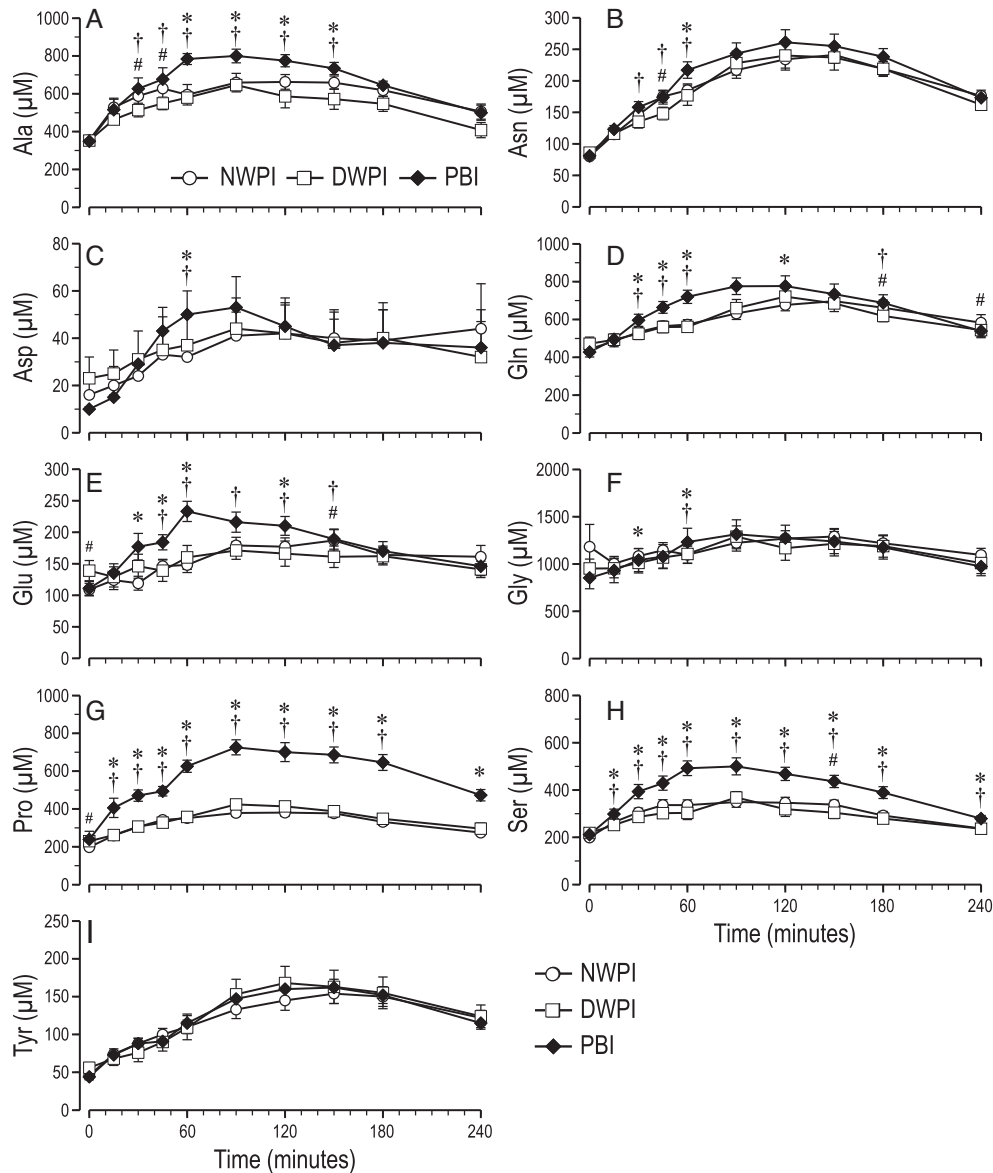 A
Ala (µM)
1000
800
600
400
200
0
† † * * * *
# # † † † †
NWPI DWPI PBI
B
Asn (µM)
300
250
200
150
100
50
0
† *
† # †
C
Asp (µM)
80
60
40
20
0
*
†
D
Gln (µM)
1000
800
600
400
200
0
* * * * † #
† † † #
E
Glu (µM)
300
250
200
150
100
50
0
# * * * † * †
† † † #
F
Gly (µM)
2000
1500
1000
500
0
* *
†
G
Pro (µM)
1000
800
600
400
200
0
# * * * * * * * * *
† † † † † † † †
H
Ser (µM)
800
600
400
200
0
* * * * * * * * *
† † † † † † † † †
#
0 60 120 180 240
Time (minutes)
I
Tyr (µM)
250
200
150
100
50
0
0 60 120 180 240
Time (minutes)
NWPI
DWPI
PBI